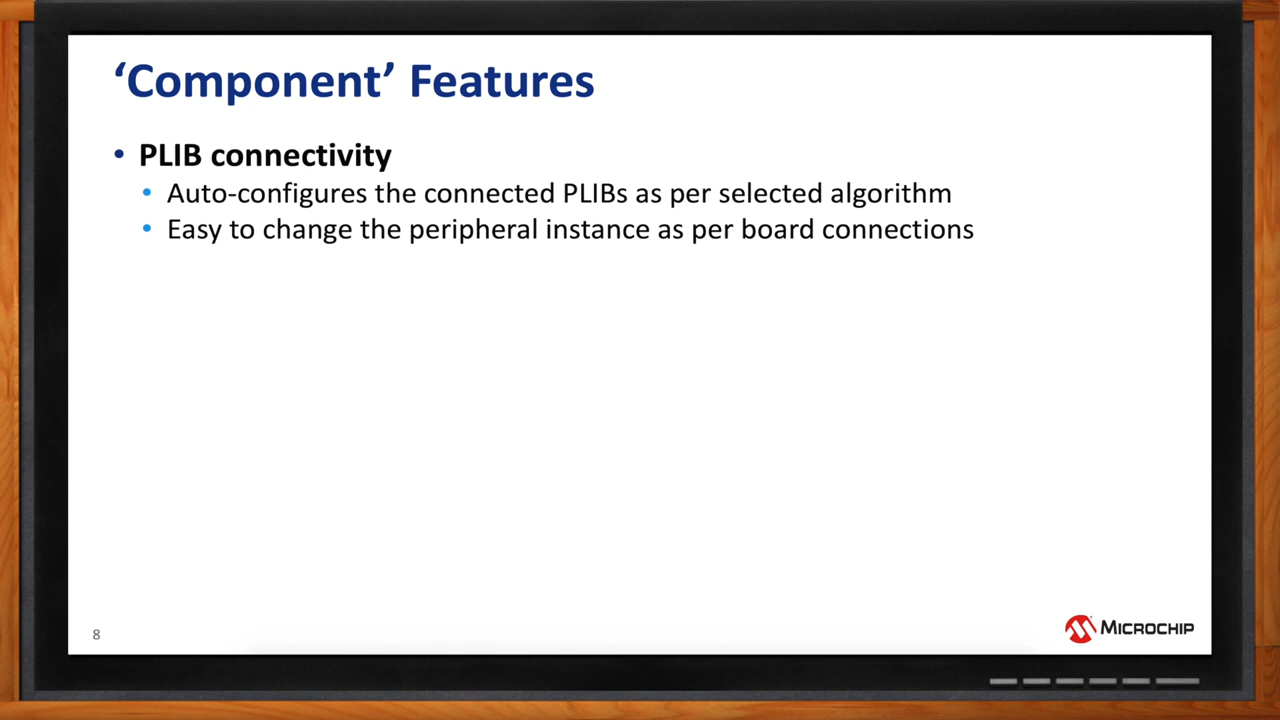 ‘Component’ Features
• PLIB connectivity
• Auto-configures the connected PLIBs as per selected algorithm
• Easy to change the peripheral instance as per board connections
8
MICROCHIP